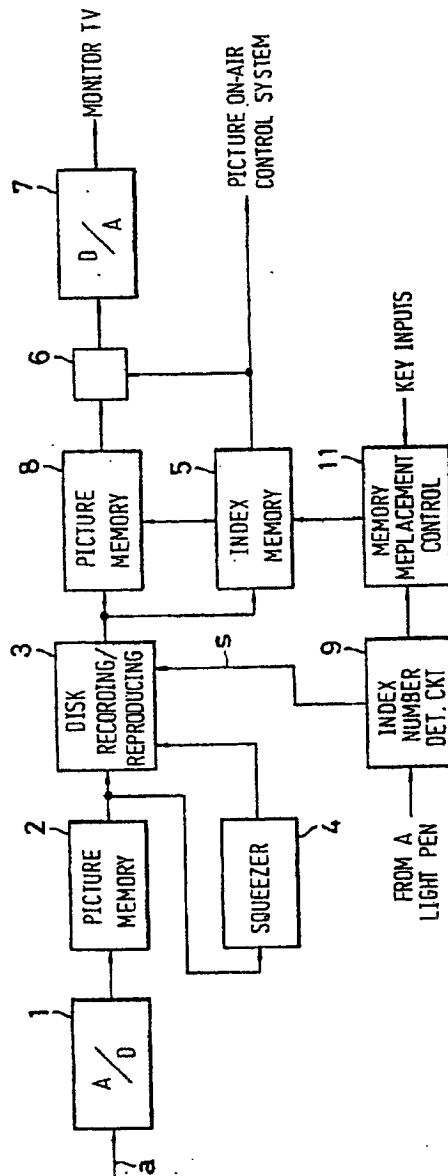 a
1
A/D
2
PICTURE
MEMORY
3
DISK
RECORDING/
REPRODUCING
4
SQUEEZER
8
PICTURE
MEMORY
5
INDEX
MEMORY
6
7
D/A
MONITOR TV
PICTURE ON-AIR
CONTROL SYSTEM
S
FROM A
LIGHT PEN
9
INDEX
NUMBER
DET. CKT
11
MEMORY
MEPLACEMENT
CONTROL
KEY INPUTS